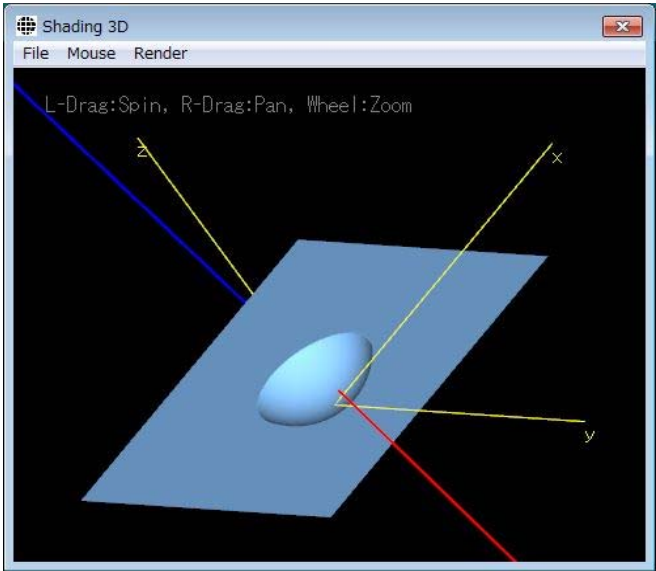 Shading 3D
File Mouse Render
L-Drag:Spin, R-Drag:Pan, Wheel:Zoom
z
x
y